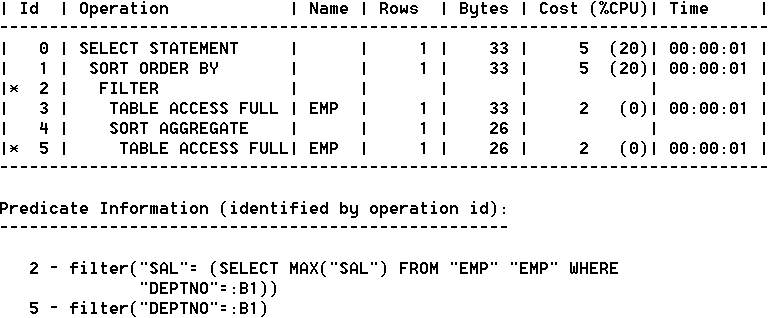 | Id  | Operation            | Name | Rows  | Bytes | Cost (%CPU)| Time     |
-----------------------------------------------------------------------------
|   0 | SELECT STATEMENT     |      |     1 |    33 |     5  (20)| 00:00:01 |
|   1 |  SORT ORDER BY       |      |     1 |    33 |     5  (20)| 00:00:01 |
|*  2 |   FILTER             |      |       |       |            |          |
|   3 |    TABLE ACCESS FULL | EMP  |     1 |    33 |     2   (0)| 00:00:01 |
|   4 |    SORT AGGREGATE    |      |     1 |    26 |            |          |
|*  5 |     TABLE ACCESS FULL| EMP  |     1 |    26 |     2   (0)| 00:00:01 |
-----------------------------------------------------------------------------
Predicate Information (identified by operation id):
---------------------------------------------------
2 - filter("SAL"= (SELECT MAX("SAL") FROM "EMP" "EMP" WHERE
"DEPTNO"=:B1))
5 - filter("DEPTNO"=:B1)